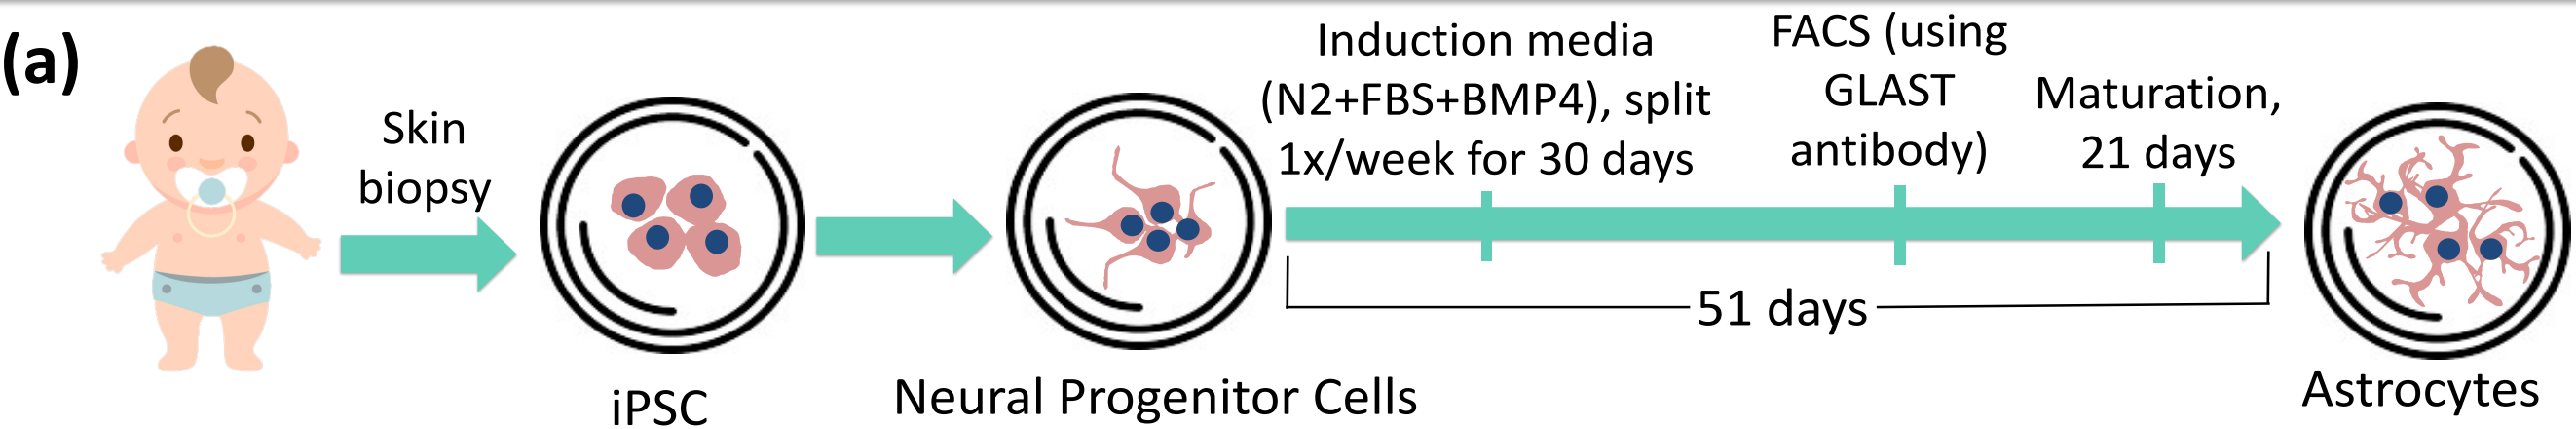 (a)
Skin
biopsy
iPSC
Neural Progenitor Cells
Induction media
(N2+FBS+BMP4), split
1x/week for 30 days
FACS (using
GLAST
antibody)
Maturation,
21 days
51 days
Astrocytes